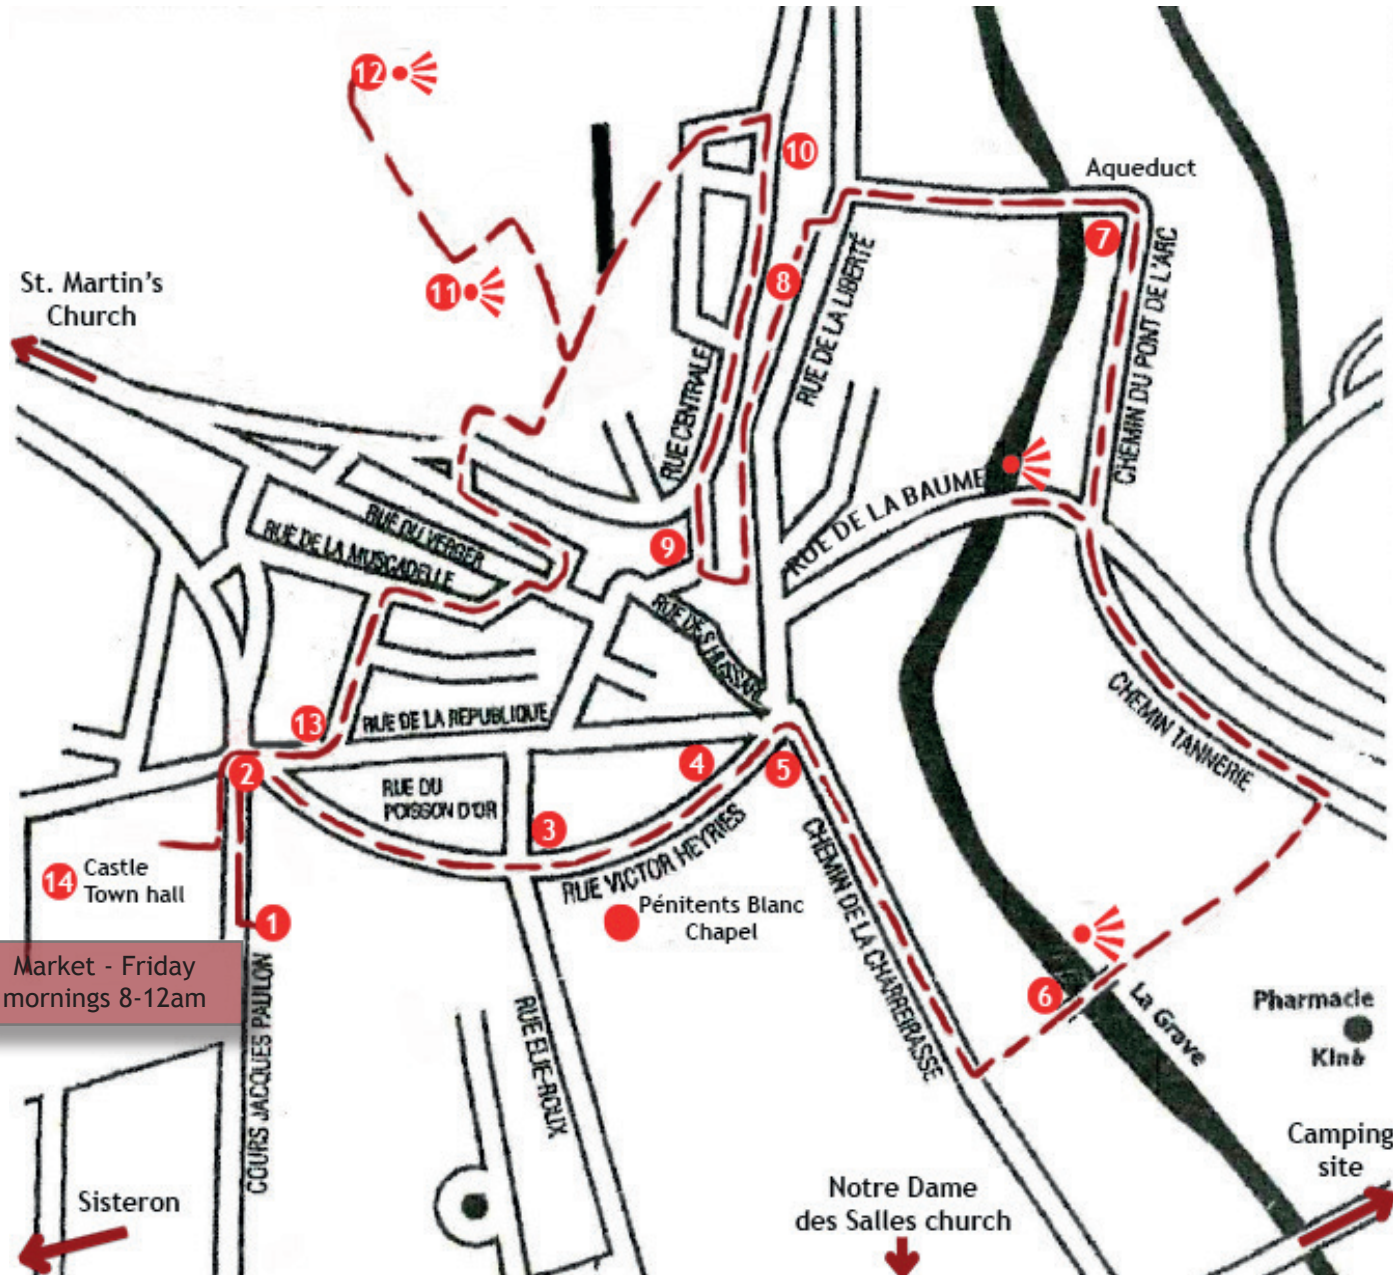 12
10
Aqueduct
7
8
11
St. Martin's
Church
RUE DE LA LIBERTÉ
CHEMIN DU PONT DE L'ARC
RUE CENTRALE
RUE DE LA BAUME
RUE DU VERGER
RUE DE LA MUSCADELLE
9
RUE DES HUSSARDS
CHEMIN TANNERIE
13
RUE DE LA REPUBLIQUE
2
4
5
RUE DU
POISSON D'OR
3
RUE VICTOR HEYRIES
CHEMIN DE LA CHARREIRASSE
14
Castle
Town hall
1
Pénitents Blanc
Chapel
Market - Friday
mornings 8-12am
COURS JACQUES PAULON
RUE ELIE-ROUX
6
La Grave
Pharmacie
Kiné
Camping
site
Sisteron
Notre Dame
des Salles church